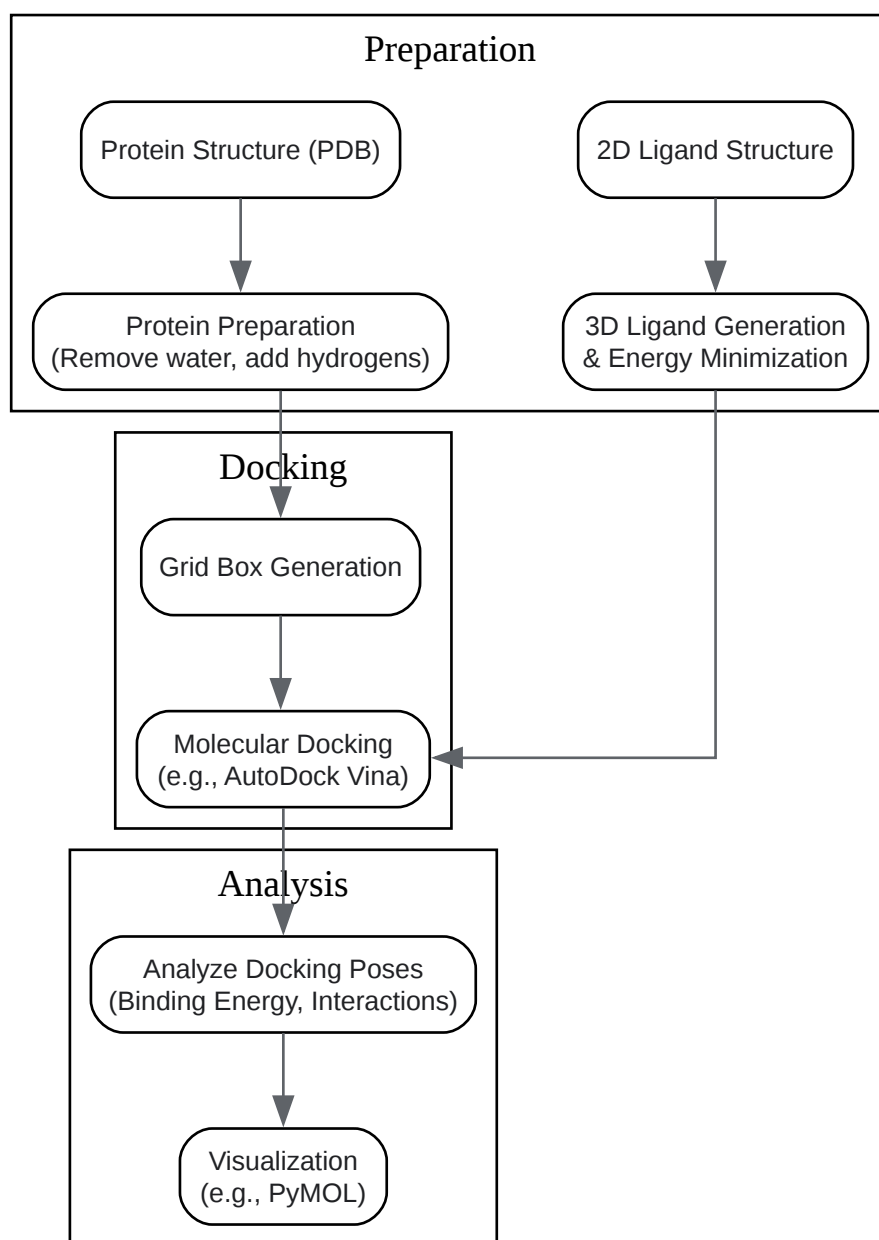 Preparation
Protein Structure (PDB)
2D Ligand Structure
Protein Preparation
(Remove water, add hydrogens)
3D Ligand Generation
& Energy Minimization
Docking
Grid Box Generation
Molecular Docking
(e.g., AutoDock Vina)
Analysis
Analyze Docking Poses
(Binding Energy, Interactions)
Visualization
(e.g., PyMOL)